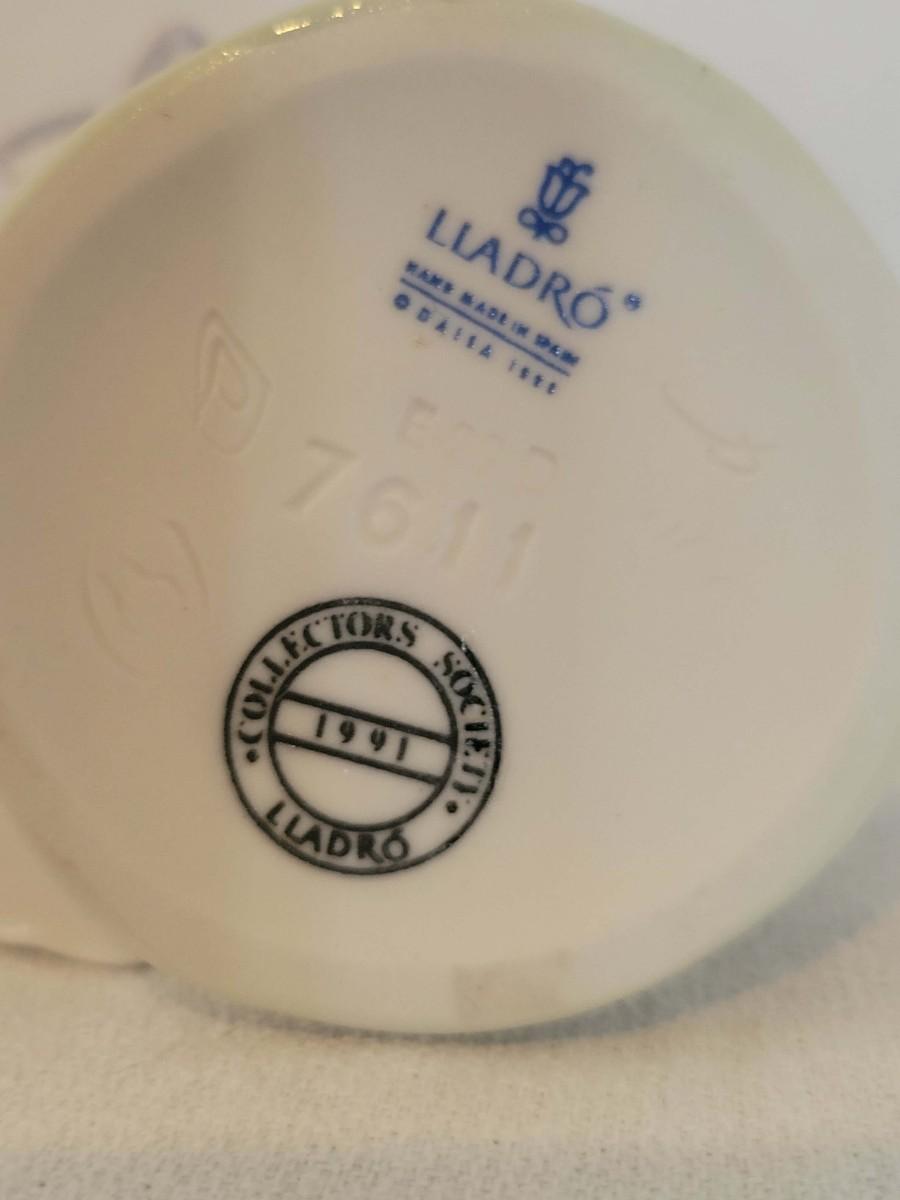 LLADRÓ ®
HAND MADE IN SPAIN
© DAISA
7611
COLLECTORS SOCIETY
1991
LLADRÓ